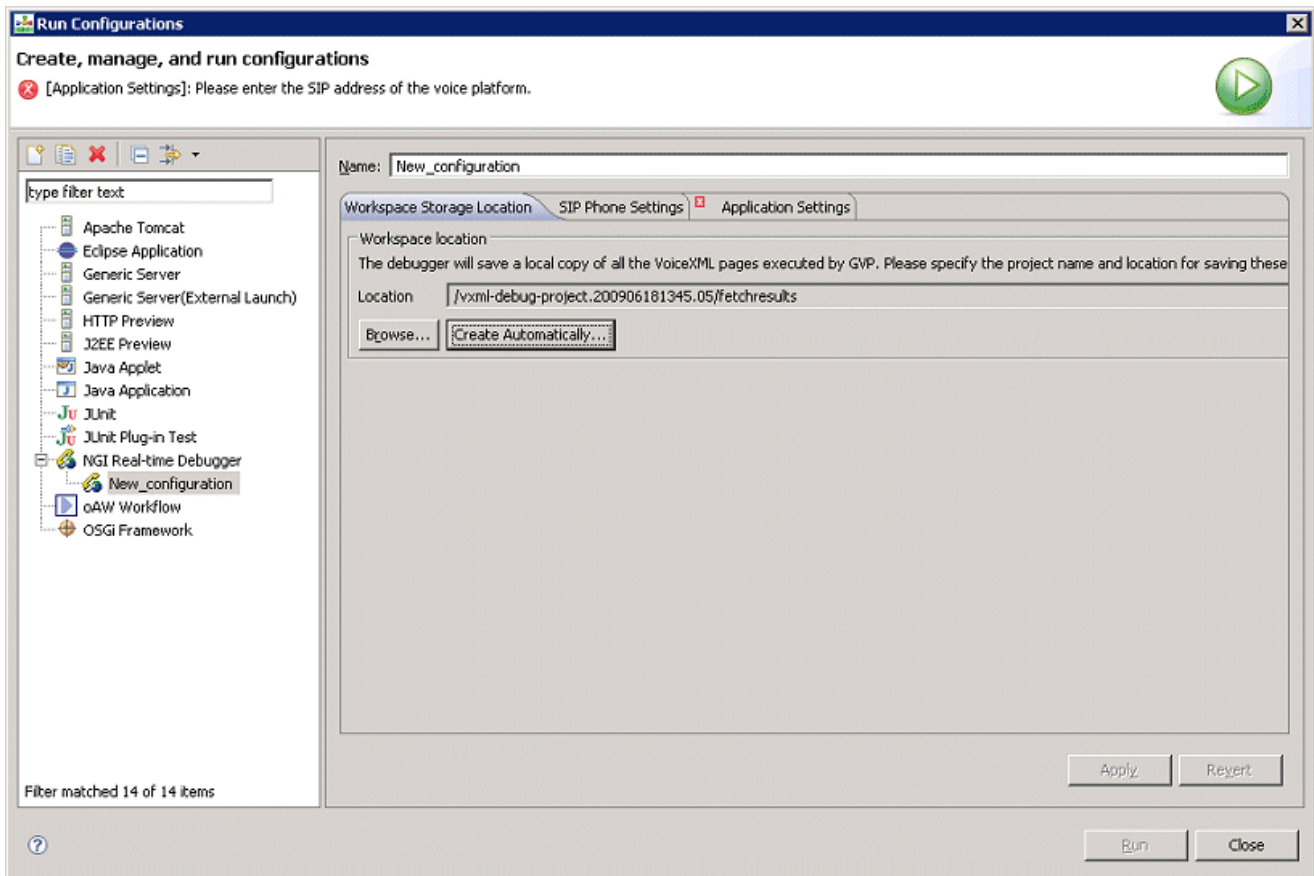 Run Configurations
Create, manage, and run configurations
[Application Settings]: Please enter the SIP address of the voice platform.
type filter text
Apache Tomcat
Eclipse Application
Generic Server
Generic Server(External Launch)
HTTP Preview
J2EE Preview
Java Applet
Java Application
Ju JUnit
Ju JUnit Plug-in Test
NGI Real-time Debugger
New_configuration
oAW Workflow
OSGi Framework
Filter matched 14 of 14 items
Name: New_configuration
Workspace Storage Location SIP Phone Settings Application Settings
Workspace location
The debugger will save a local copy of all the VoiceXML pages executed by GVP. Please specify the project name and location for saving these
Location /vxml-debug-project.200906181345.05/fetchresults
Browse... Create Automatically...
Apply Revert
? Run Close